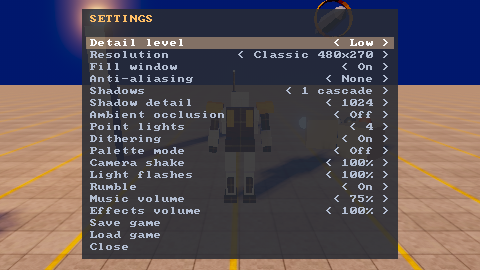 SETTINGS
Detail level < Low >
Resolution < Classic 480x270 >
Fill window < On >
Anti-aliasing < None >
Shadows < 1 cascade >
Shadow detail < 1024 >
Ambient occlusion < Off >
Point lights < 4 >
Dithering < On >
Palette mode < Off >
Camera shake < 100% >
Light flashes < 100% >
Rumble < On >
Music volume < 75% >
Effects volume < 100% >
Save game
Load game
Close